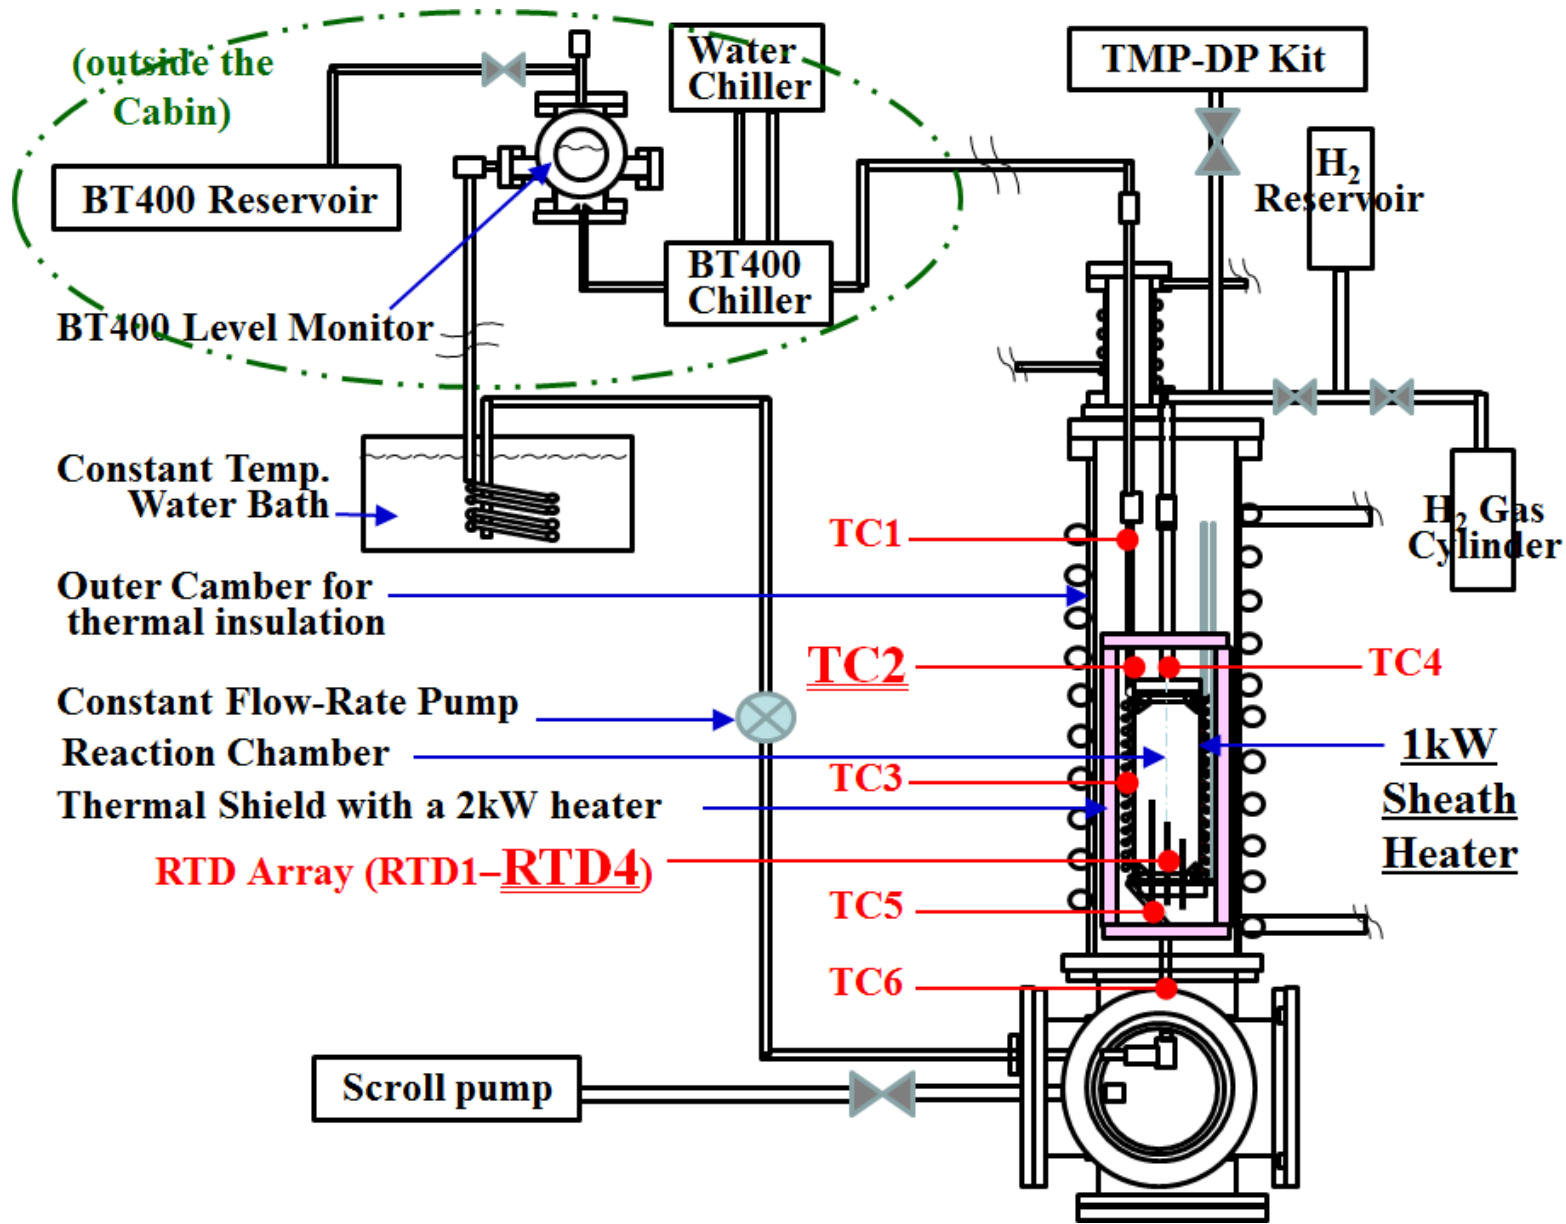 (outside the
Cabin)
Water
Chiller
TMP-DP Kit
H2
Reservoir
BT400 Reservoir
BT400
Chiller
BT400 Level Monitor
Constant Temp.
Water Bath
H2 Gas
Cylinder
TC1
Outer Camber for
thermal insulation
TC2
TC4
Constant Flow-Rate Pump
Reaction Chamber
1kW
Sheath
Heater
TC3
Thermal Shield with a 2kW heater
RTD Array (RTD1–RTD4)
TC5
TC6
Scroll pump